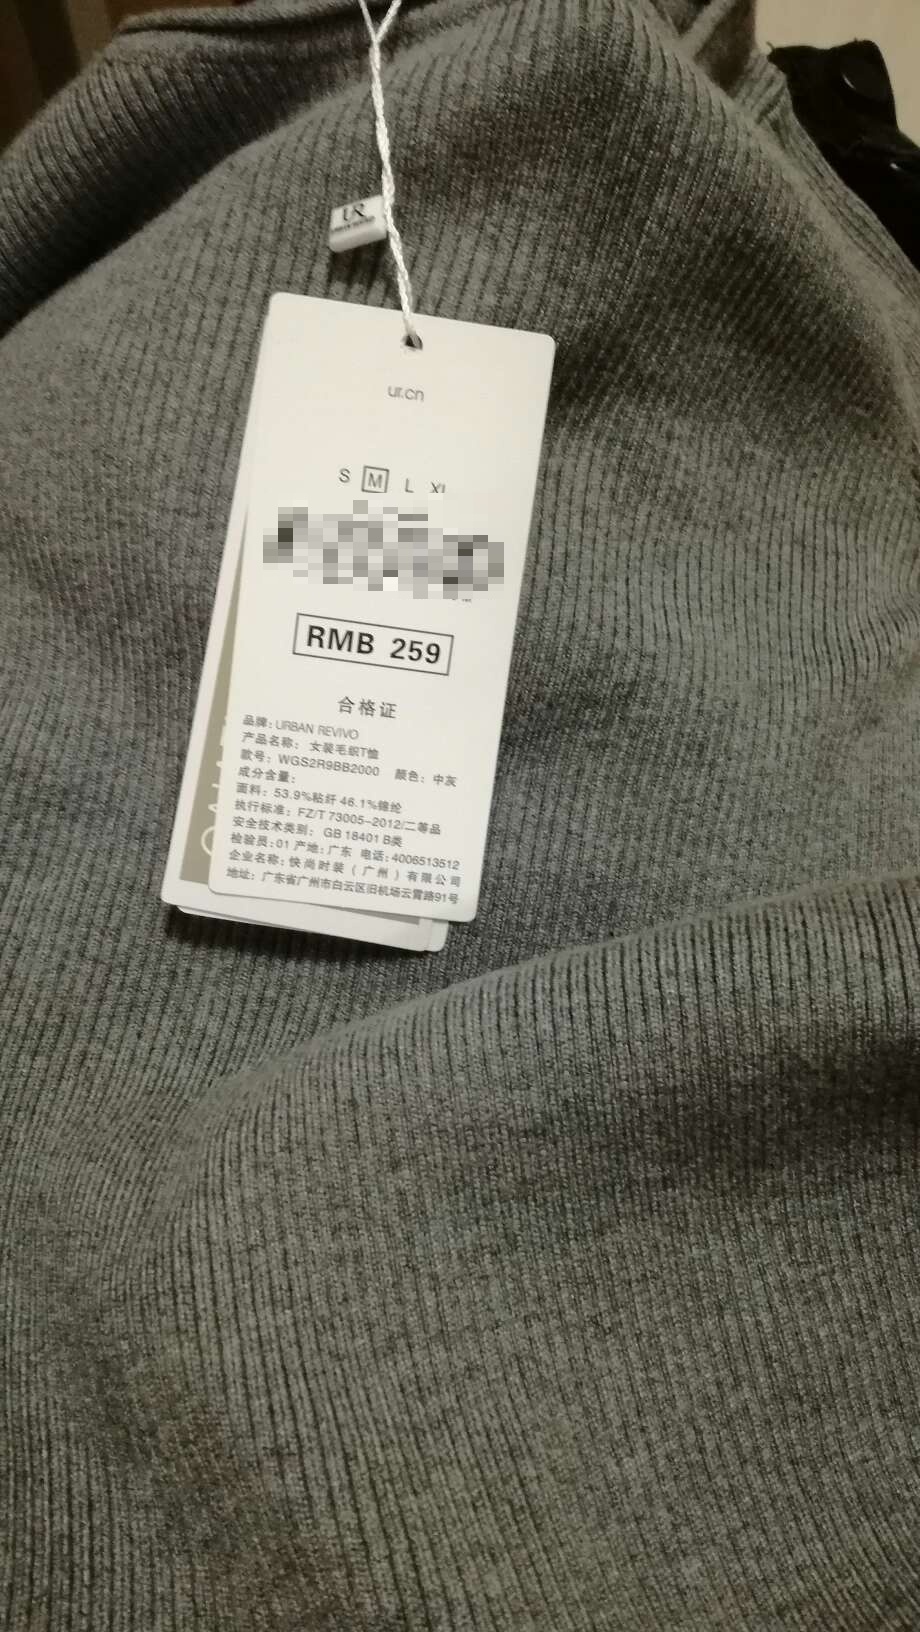 UR
ur.cn
S M L XL
RMB 259
合格证
品牌: URBAN REVIVO
产品名称: 女装毛织T恤
款号: WGS2R9BB2000 颜色: 中灰
成分含量:
面料: 53.9%粘纤 46.1%锦纶
执行标准: FZ/T 73005-2012/二等品
安全技术类别: GB 18401 B类
检验员:01 产地:广东 电话:4006513512
企业名称: 快尚时装(广州)有限公司
地址: 广东省广州市白云区旧机场云霄路91号